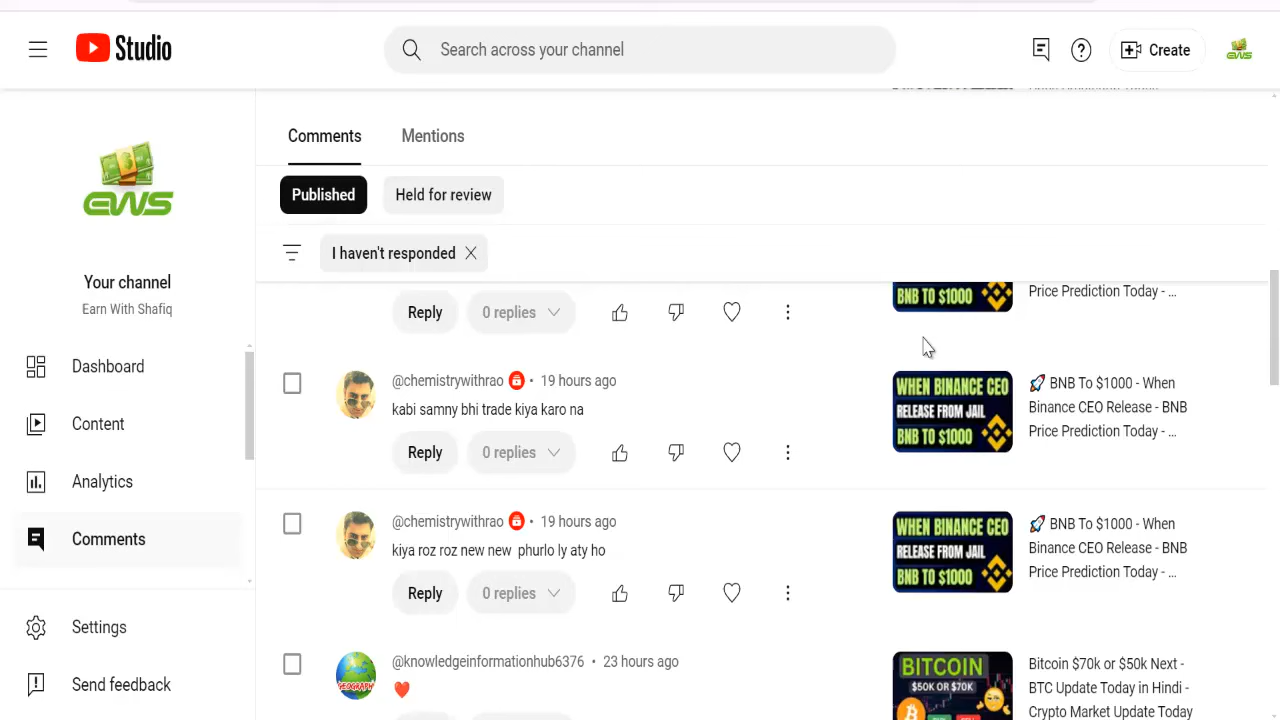 Studio
Search across your channel
Create
EWS
Your channel
Earn With Shafiq
Dashboard
Content
Analytics
Comments
Settings
Send feedback
Comments Mentions
Published Held for review
I haven't responded
Reply 0 replies
BNB TO $1000
Price Prediction Today - ...
@chemistrywithrao • 19 hours ago
kabi samny bhi trade kiya karo na
Reply 0 replies
WHEN BINANCE CEO
RELEASE FROM JAIL
BNB TO $1000
🚀 BNB To $1000 - When
Binance CEO Release - BNB
Price Prediction Today - ...
@chemistrywithrao • 19 hours ago
kiya roz roz new new phurlo ly aty ho
Reply 0 replies
WHEN BINANCE CEO
RELEASE FROM JAIL
BNB TO $1000
🚀 BNB To $1000 - When
Binance CEO Release - BNB
Price Prediction Today - ...
@knowledgeinformationhub6376 • 23 hours ago
❤️
BITCOIN
$50K OR $70K
Bitcoin $70k or $50k Next -
BTC Update Today in Hindi -
Crypto Market Update Today